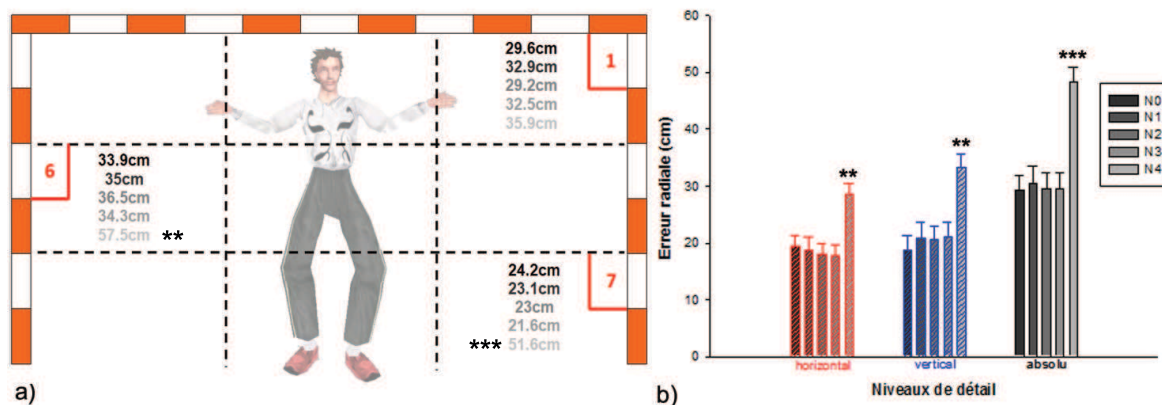 29.6cm
32.9cm
29.2cm
32.5cm
35.9cm
1
6
33.9cm
35cm
36.5cm
34.3cm
57.5cm **
24.2cm
23.1cm
23cm
21.6cm
*** 51.6cm
7
a)
Erreur radiale (cm)
60
50
40
30
20
10
0
**
**
***
N0
N1
N2
N3
N4
horizontal
vertical
absolu
Niveaux de détail
b)